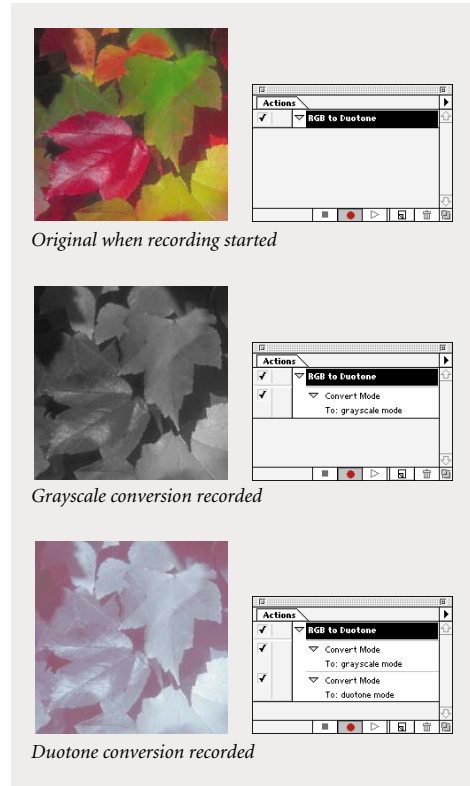 Actions
RGB to Duotone
Original when recording started
Actions
RGB to Duotone
Convert Mode
To: grayscale mode
Grayscale conversion recorded
Actions
RGB to Duotone
Convert Mode
To: grayscale mode
Convert Mode
To: duotone mode
Duotone conversion recorded